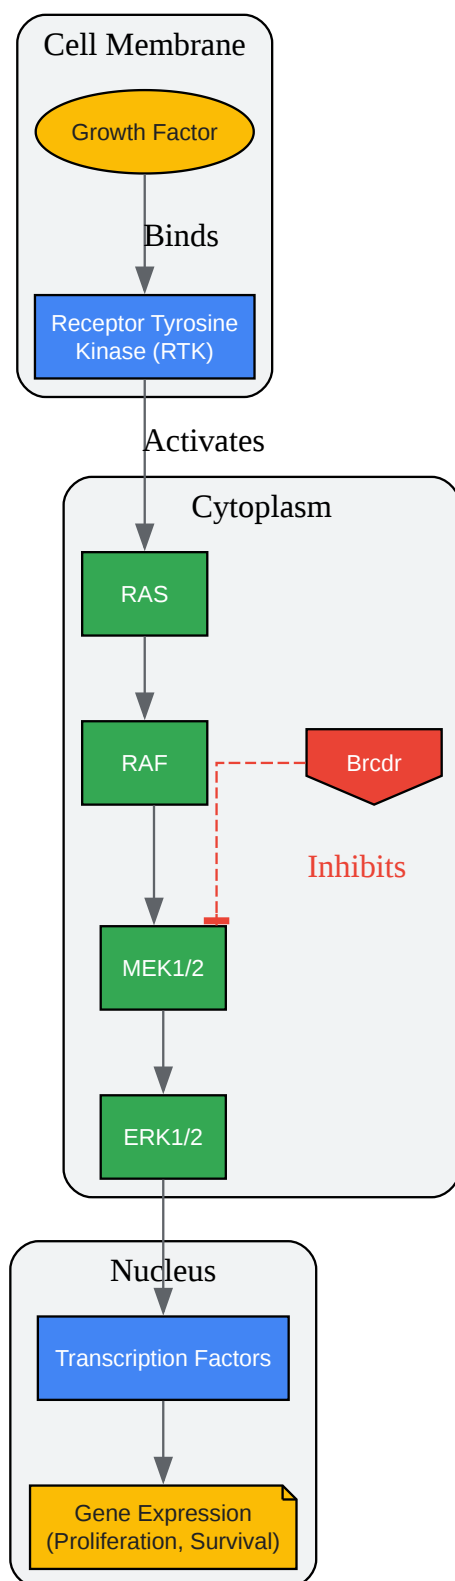 Cell Membrane
Growth Factor
Binds
Receptor Tyrosine
Kinase (RTK)
Activates
Cytoplasm
RAS
RAF
Brcdr
Inhibits
MEK1/2
ERK1/2
Nucleus
Transcription Factors
Gene Expression
(Proliferation, Survival)